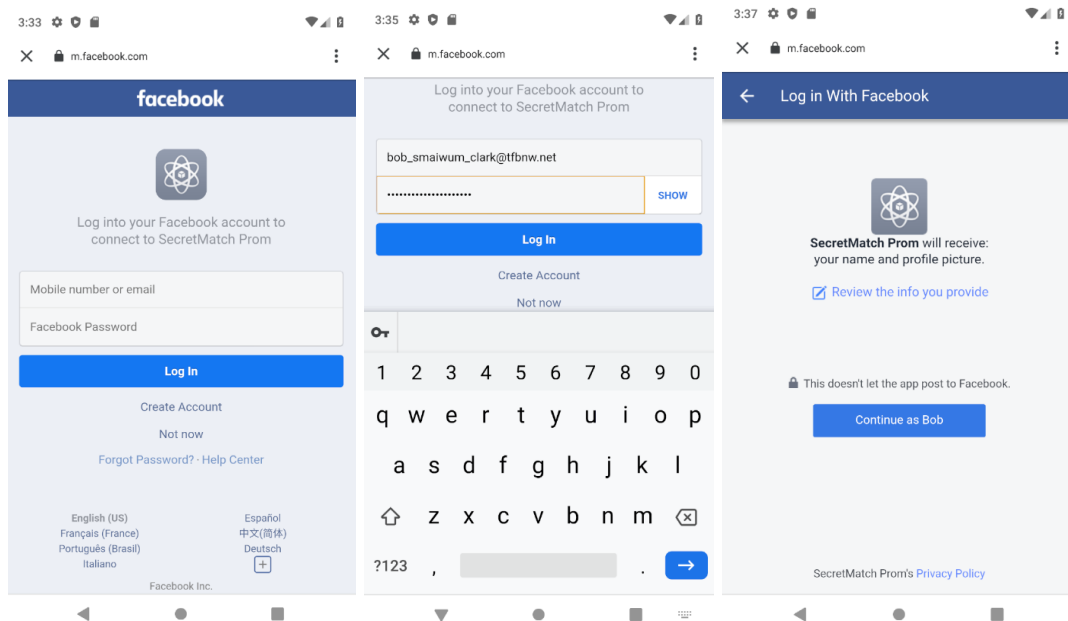 3:33
m.facebook.com
facebook
Log into your Facebook account to
connect to SecretMatch Prom
Mobile number or email
Facebook Password
Log In
Create Account
Not now
Forgot Password? · Help Center
English (US)
Español
Français (France)
中文(简体)
Português (Brasil)
Deutsch
Italiano
Facebook Inc.
3:35
m.facebook.com
Log into your Facebook account to
connect to SecretMatch Prom
bob_smaiwum_clark@tfbnw.net
•••••••••••••••••••••
SHOW
Log In
Create Account
Not now
1 2 3 4 5 6 7 8 9 0
q w e r t y u i o p
a s d f g h j k l
z x c v b n m
?123 , .
3:37
m.facebook.com
Log in With Facebook
SecretMatch Prom will receive:
your name and profile picture.
Review the info you provide
This doesn't let the app post to Facebook.
Continue as Bob
SecretMatch Prom's Privacy Policy